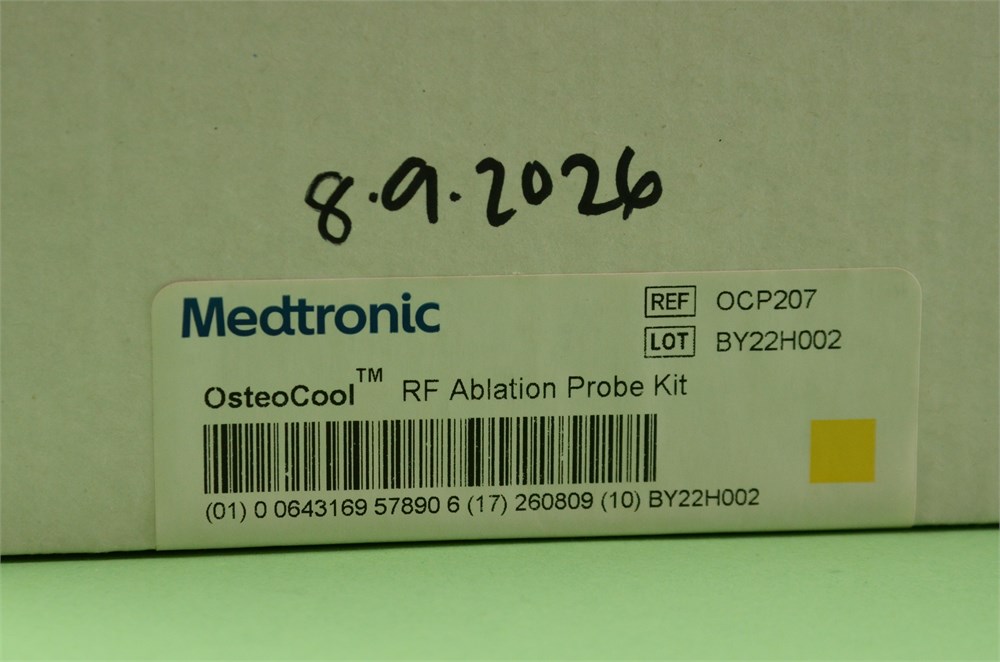 8.9.2026
Medtronic
REF OCP207
LOT BY22H002
OsteoCool™ RF Ablation Probe Kit
(01) 0 0643169 57890 6 (17) 260809 (10) BY22H002